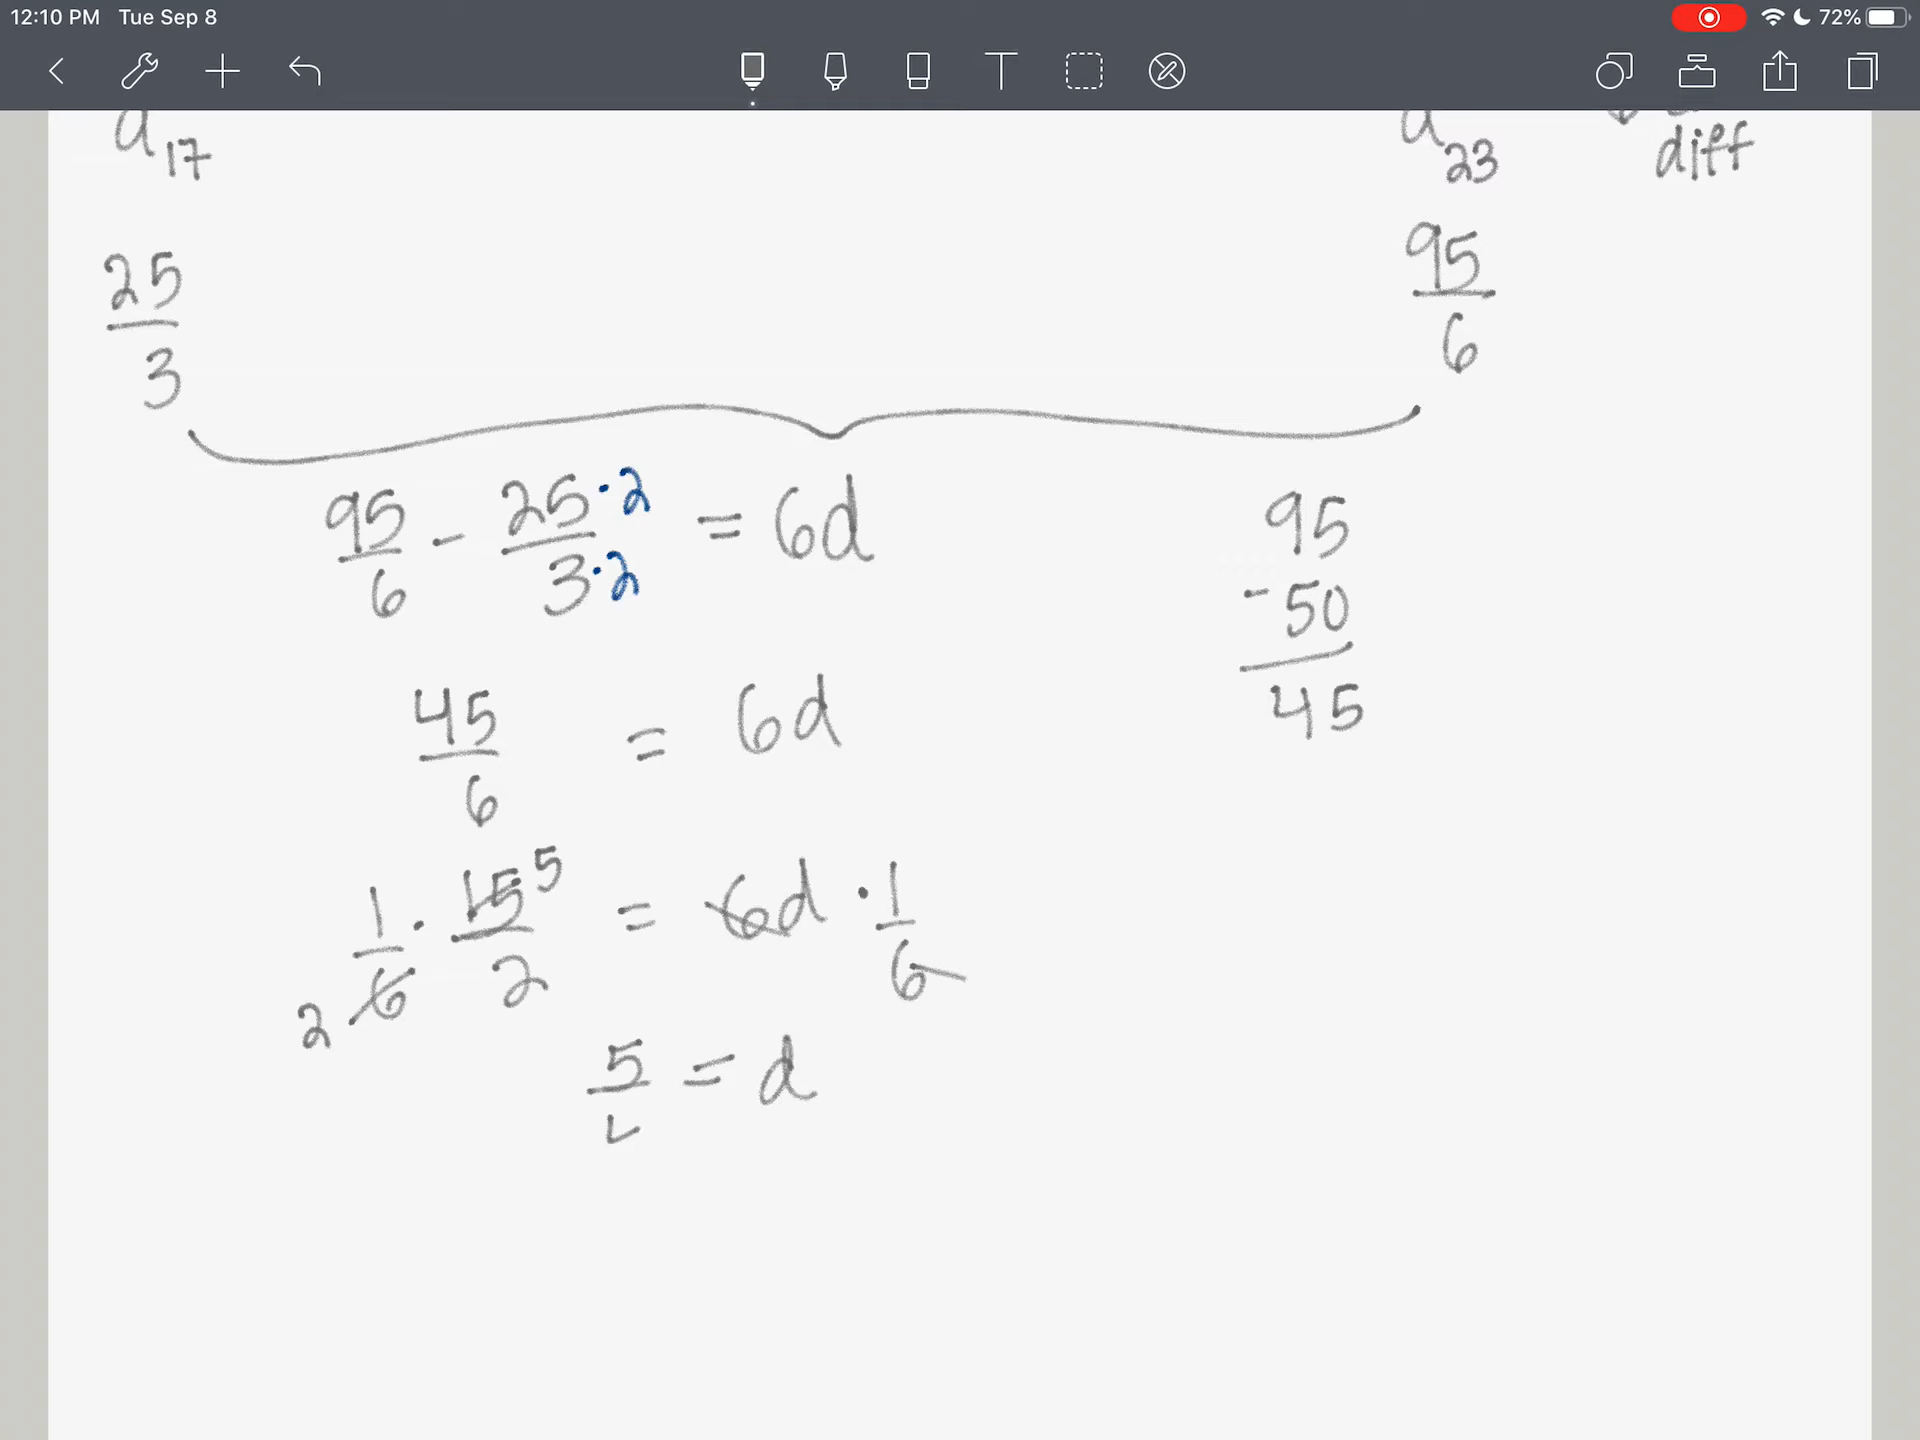 12:10 PM Tue Sep 8
72%
a₁₇ a₂₃ diff
25/3 95/6
95/6 - 25·2/3·2 = 6d
95
-50
45
45/6 = 6d
1/6 2 · 15/2 5 = 6d · 1/6
5/ = d